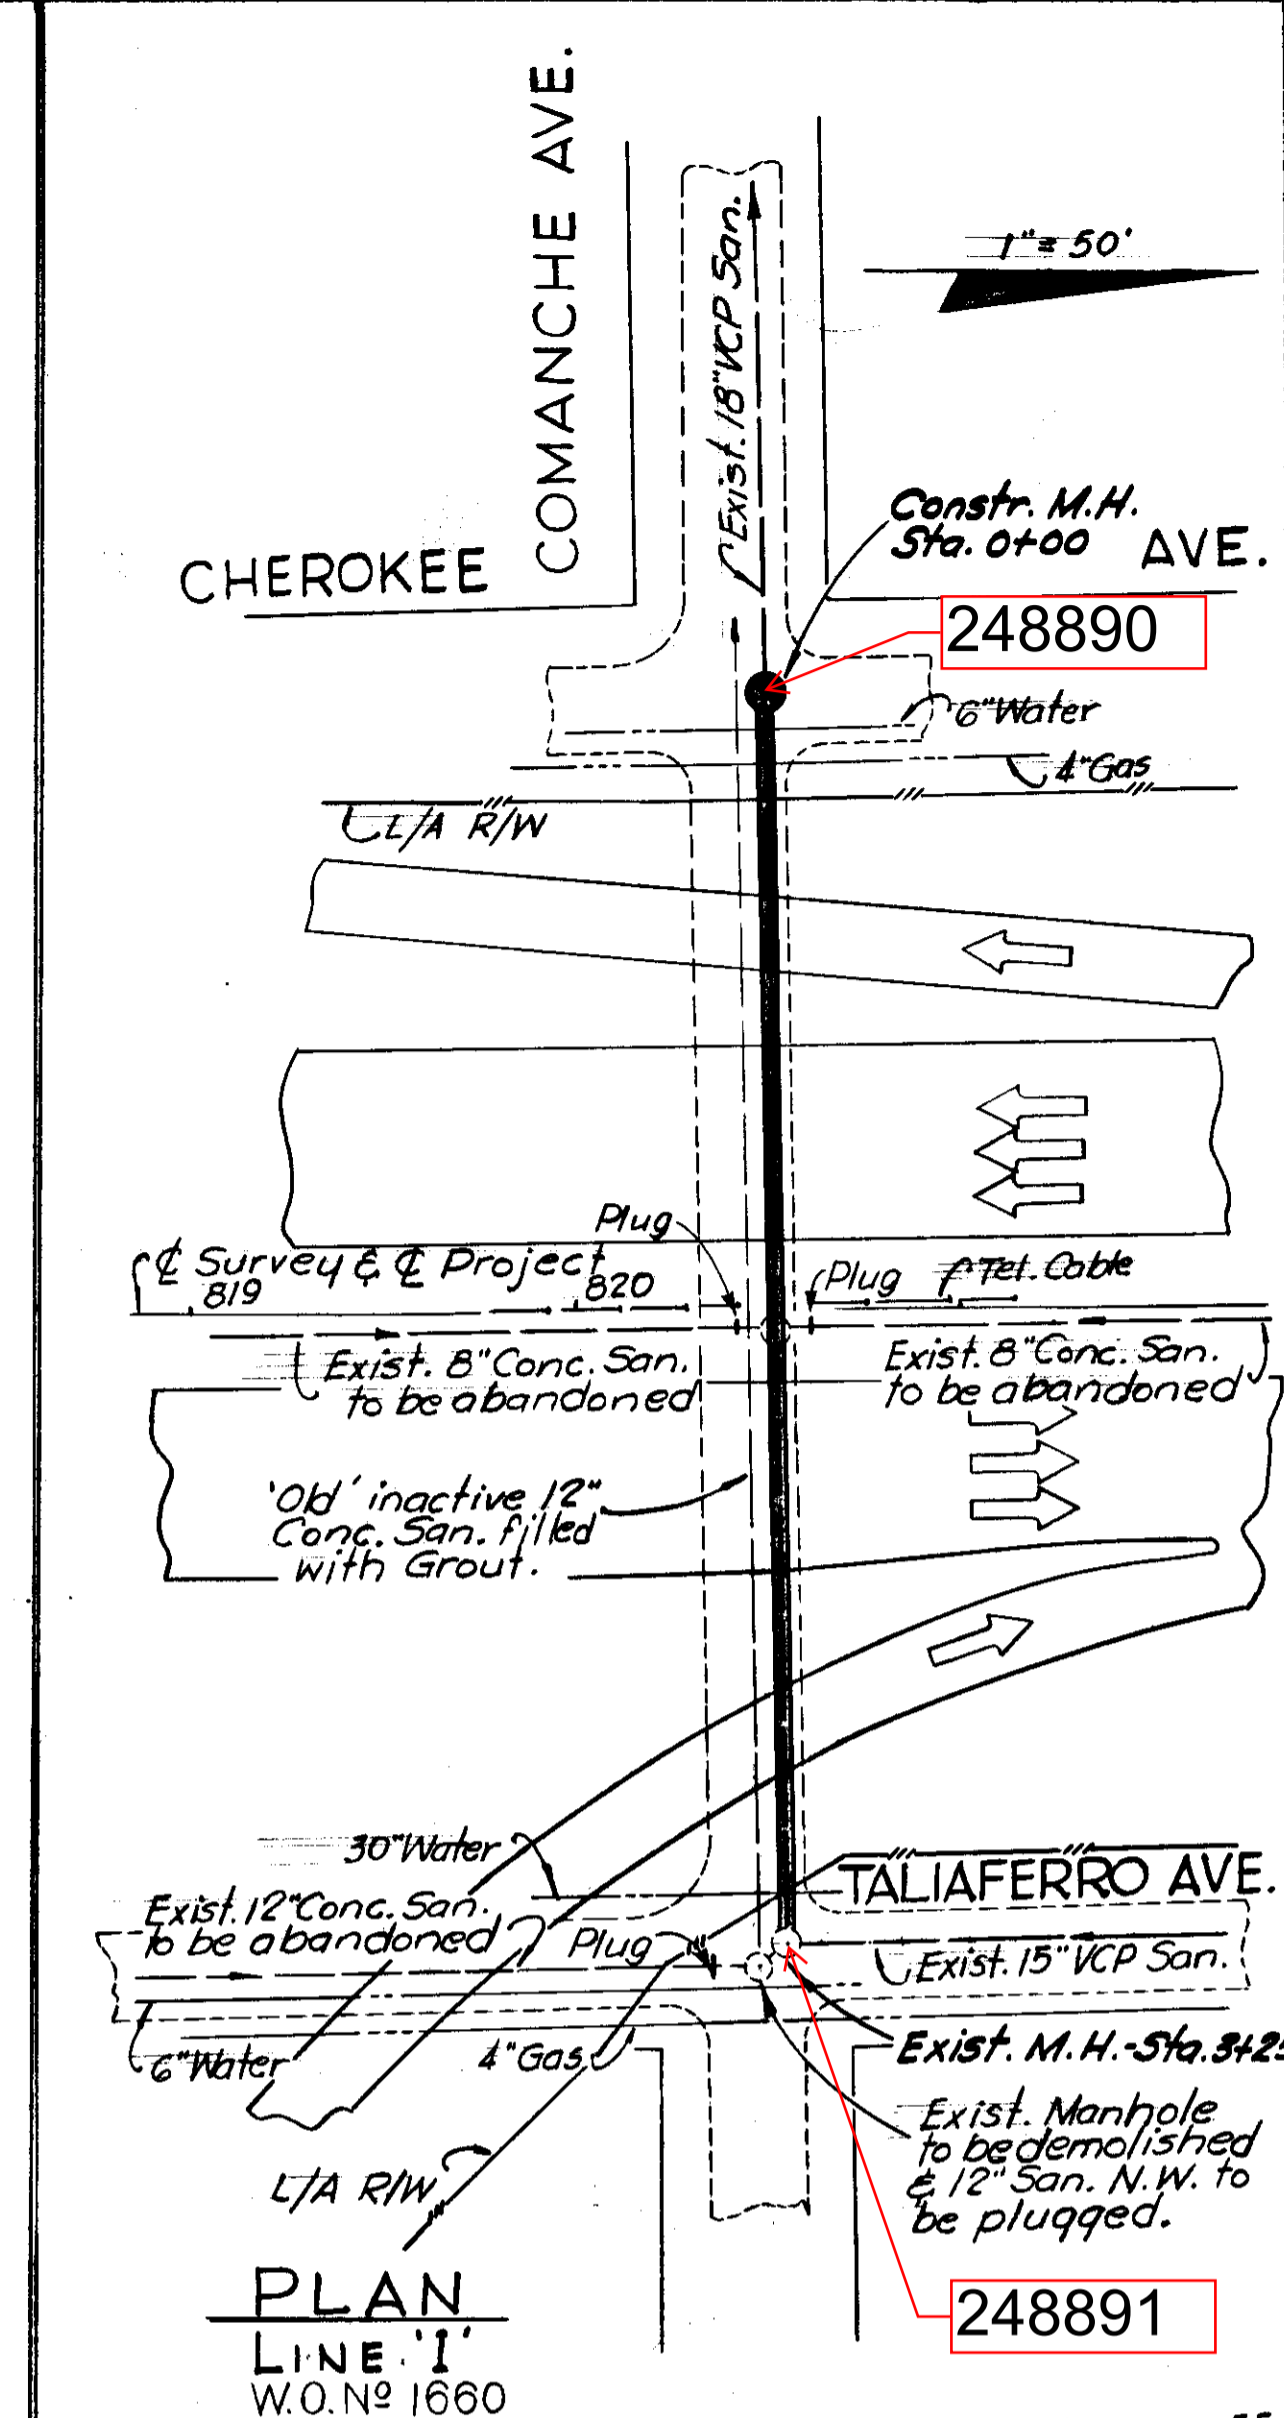 COMANCHE AVE.
1"= 50'
Exist. 18" VCP San.
Constr. M.H.
Sta. 0+00
CHEROKEE
AVE.
248890
6" Water
4" Gas
L/A R/W
Plug
℄ Survey & ℄ Project
819
820
Plug
Tel. Cable
Exist. 8" Conc. San.
to be abandoned
Exist. 8" Conc. San.
to be abandoned
'Old' inactive 12"
Conc. San. filled
with Grout.
30" Water
TALIAFERRO AVE.
Exist. 12" Conc. San.
to be abandoned
Plug
Exist. 15" VCP San.
6" Water
4" Gas
Exist. M.H.-Sta. 3+25
Exist. Manhole
to be demolished
& 12" San. N.W. to
be plugged.
L/A R/W
248891
PLAN
LINE 'I'
W.O. Nº 1660